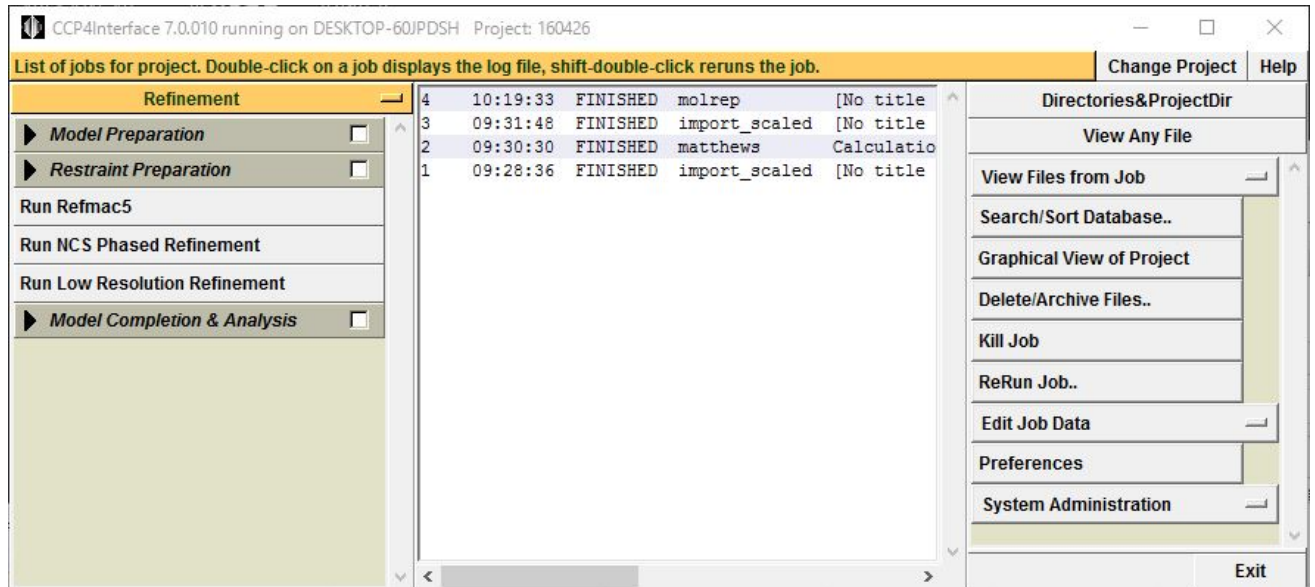 CCP4Interface 7.0.010 running on DESKTOP-60JPDSH Project: 160426
List of jobs for project. Double-click on a job displays the log file, shift-double-click reruns the job.
Change Project
Help
Refinement
Model Preparation
Restraint Preparation
Run Refmac5
Run NCS Phased Refinement
Run Low Resolution Refinement
Model Completion & Analysis
4 10:19:33 FINISHED molrep [No title
3 09:31:48 FINISHED import_scaled [No title
2 09:30:30 FINISHED matthews Calculatio
1 09:28:36 FINISHED import_scaled [No title
Directories&ProjectDir
View Any File
View Files from Job
Search/Sort Database..
Graphical View of Project
Delete/Archive Files..
Kill Job
ReRun Job..
Edit Job Data
Preferences
System Administration
Exit